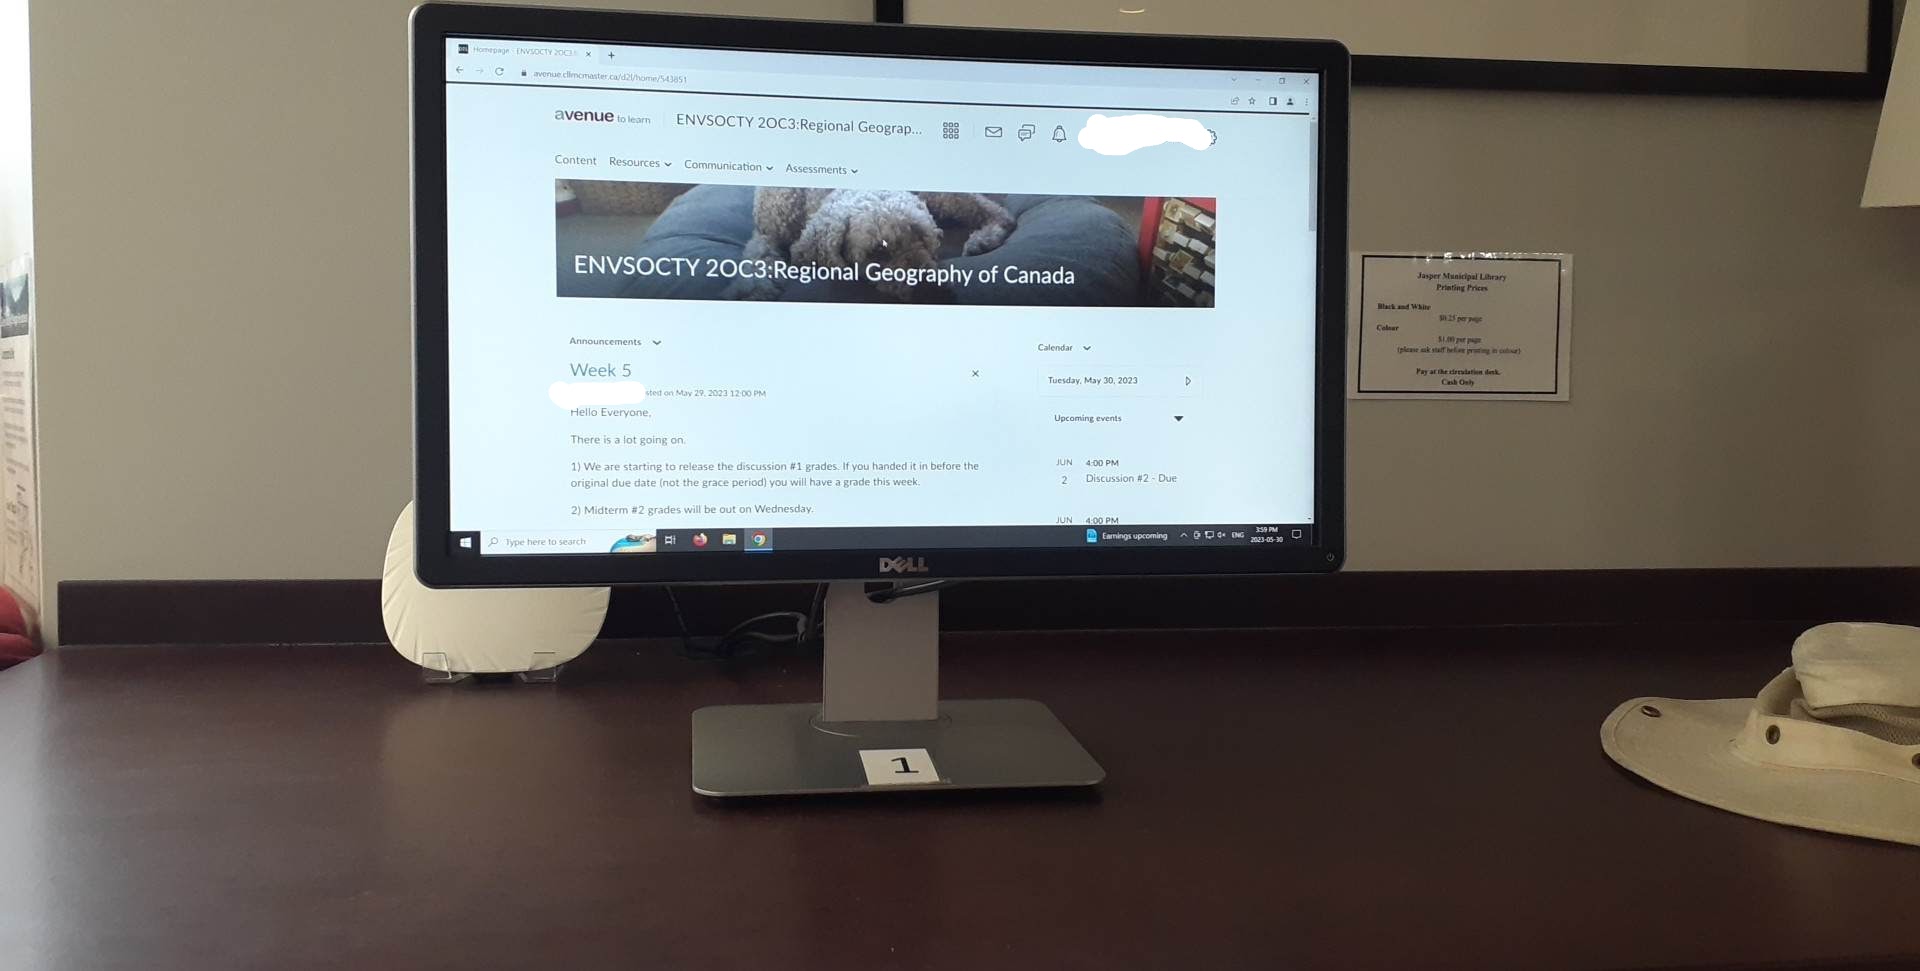 Homepage - ENVSOCTY 2OC3:R
avenue.cllmcmaster.ca/d2l/home/543851
avenue to learn
ENVSOCTY 2OC3:Regional Geograp...
Content Resources Communication Assessments
ENVSOCTY 2OC3:Regional Geography of Canada
Announcements
Week 5
sted on May 29, 2023 12:00 PM
Hello Everyone,
There is a lot going on.
1) We are starting to release the discussion #1 grades. If you handed it in before the
original due date (not the grace period) you will have a grade this week.
2) Midterm #2 grades will be out on Wednesday.
Calendar
Tuesday, May 30, 2023
Upcoming events
JUN 4:00 PM
2 Discussion #2 - Due
JUN 4:00 PM
Type here to search
Earnings upcoming
ENG
3:59 PM
2023-05-30
DELL
1
Jasper Municipal Library
Printing Prices
Black and White
$0.25 per page
Colour
$1.00 per page
(please ask staff before printing in colour)
Pay at the circulation desk.
Cash Only